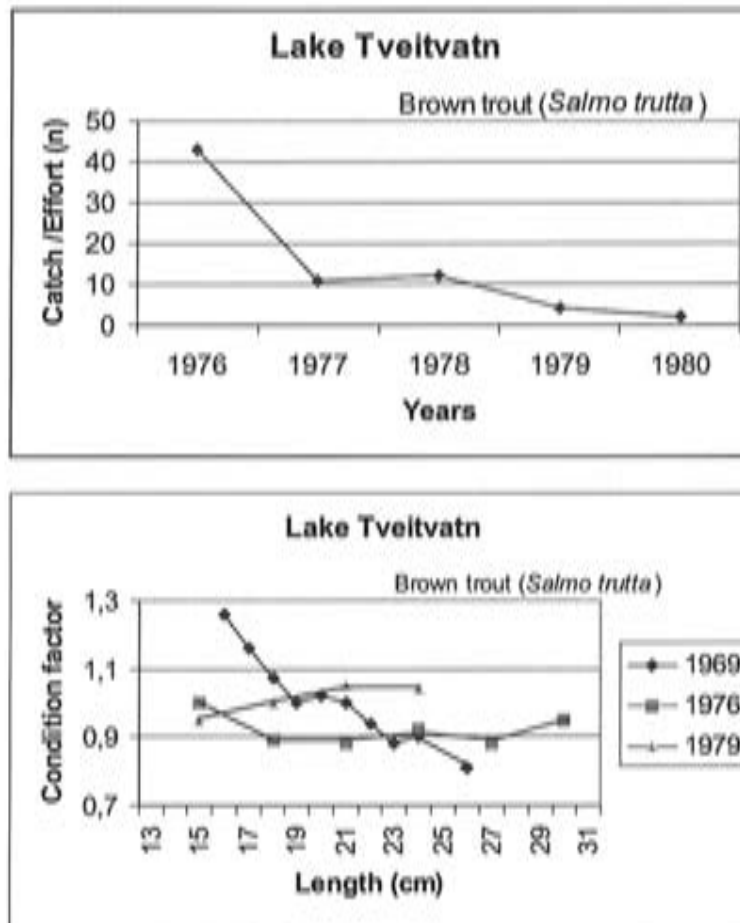 Lake Tveitvatn
Brown trout (Salmo trutta)
Catch /Effort (n)
50
40
30
20
10
0
1976 1977 1978 1979 1980
Years
Lake Tveitvatn
Brown trout (Salmo trutta)
Condition factor
1,3
1,1
0,9
0,7
13 15 17 19 21 23 25 27 29 31
Length (cm)
1969
1976
1979